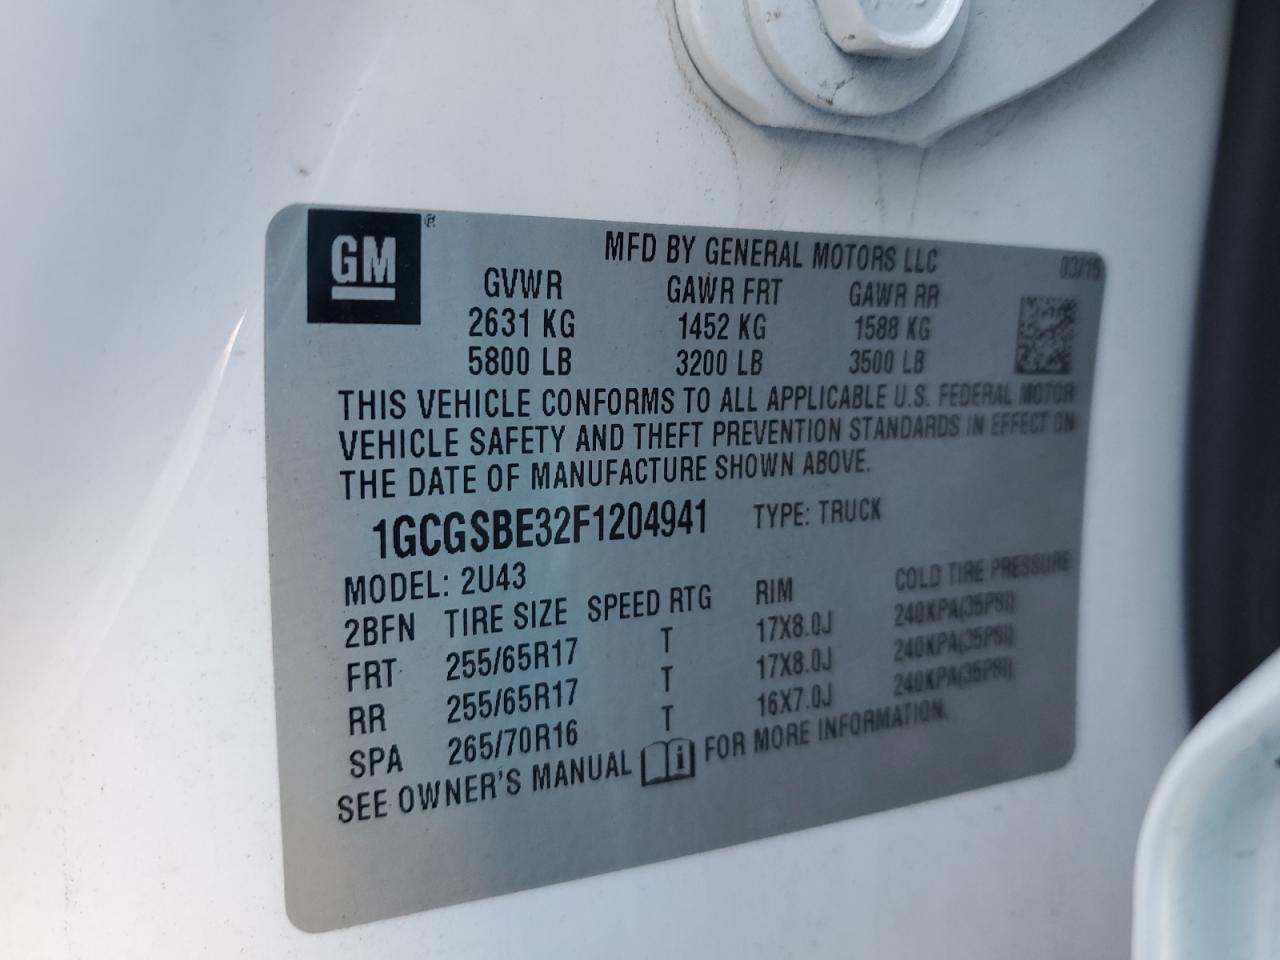 GM
MFD BY GENERAL MOTORS LLC 03/15
GVWR GAWR FRT GAWR RR
2631 KG 1452 KG 1588 KG
5800 LB 3200 LB 3500 LB
THIS VEHICLE CONFORMS TO ALL APPLICABLE U.S. FEDERAL MOTOR
VEHICLE SAFETY AND THEFT PREVENTION STANDARDS IN EFFECT ON
THE DATE OF MANUFACTURE SHOWN ABOVE.
1GCGSBE32F1204941 TYPE: TRUCK
MODEL: 2U43
2BFN TIRE SIZE SPEED RTG RIM COLD TIRE PRESSURE
FRT 255/65R17 T 17X8.0J 240KPA(35PSI)
RR 255/65R17 T 17X8.0J 240KPA(35PSI)
SPA 265/70R16 T 16X7.0J 240KPA(35PSI)
SEE OWNER'S MANUAL i FOR MORE INFORMATION.